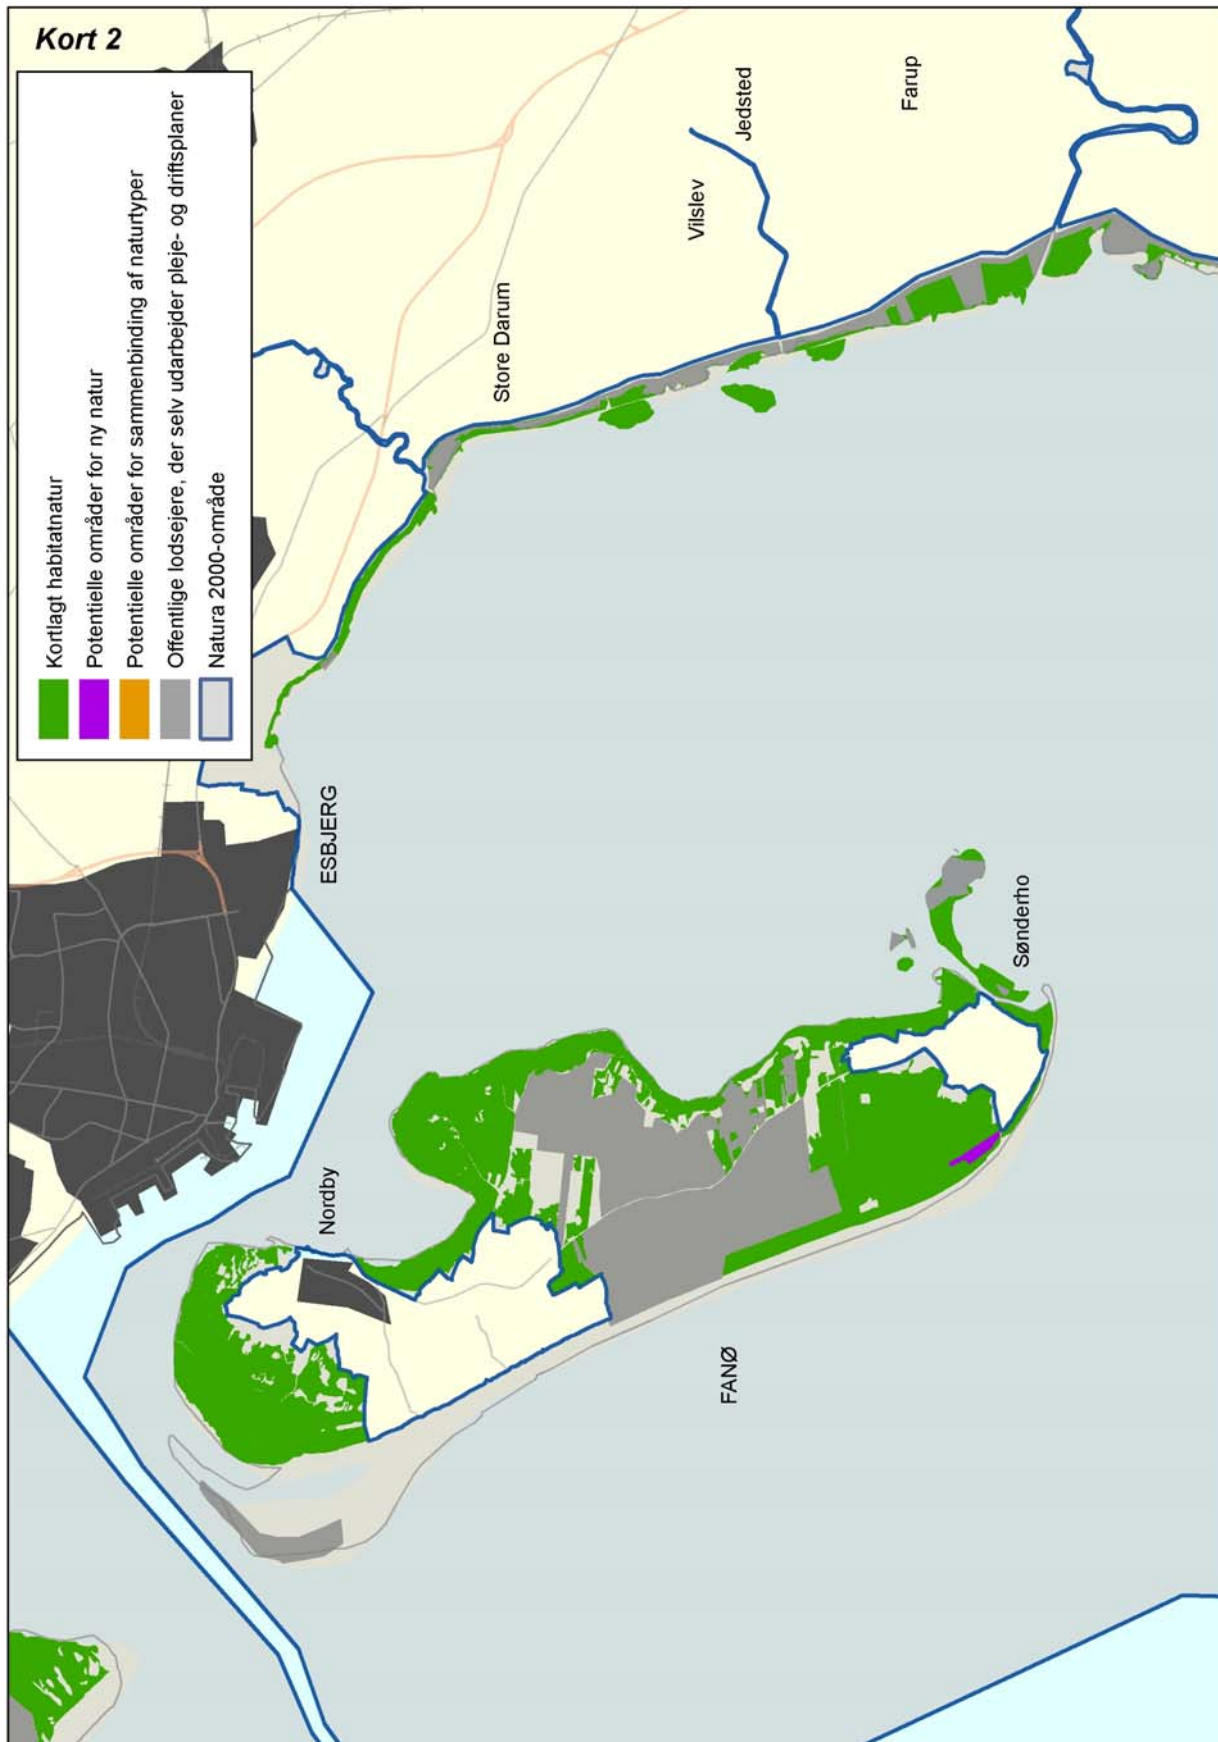 Kort 2
Kortlagt habitatnatur
Potentielle områder for ny natur
Potentielle områder for sammenbinding af naturtyper
Offentlige lodsejere, der selv udarbejder pleje- og driftsplaner
Natura 2000-område
ESBJERG
Store Darum
Vilslev
Jedsted
Farup
Nordby
FANØ
Sønderho